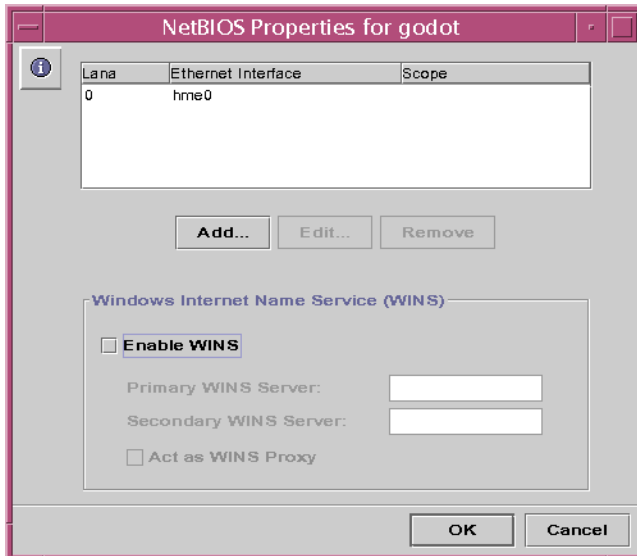 NetBIOS Properties for godot
Lana Ethernet Interface Scope
0 hme0
Add... Edit... Remove
Windows Internet Name Service (WINS)
Enable WINS
Primary WINS Server:
Secondary WINS Server:
Act as WINS Proxy
OK Cancel